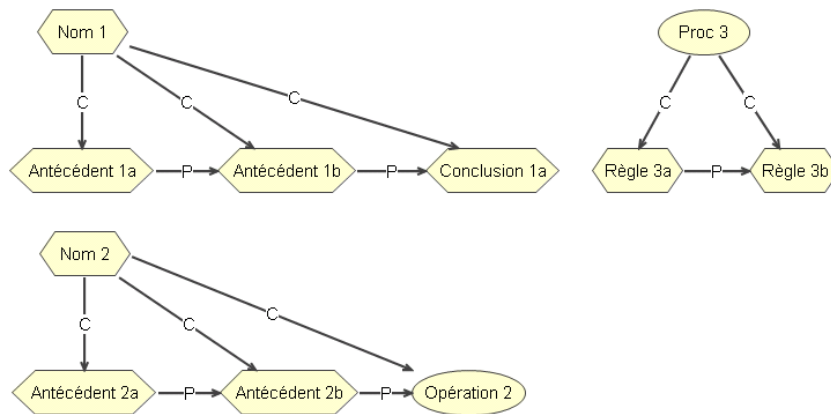 Nom 1
Proc 3
C
C
C
C
C
Antécédent 1a
P
Antécédent 1b
P
Conclusion 1a
Règle 3a
P
Règle 3b
Nom 2
C
C
C
Antécédent 2a
P
Antécédent 2b
P
Opération 2